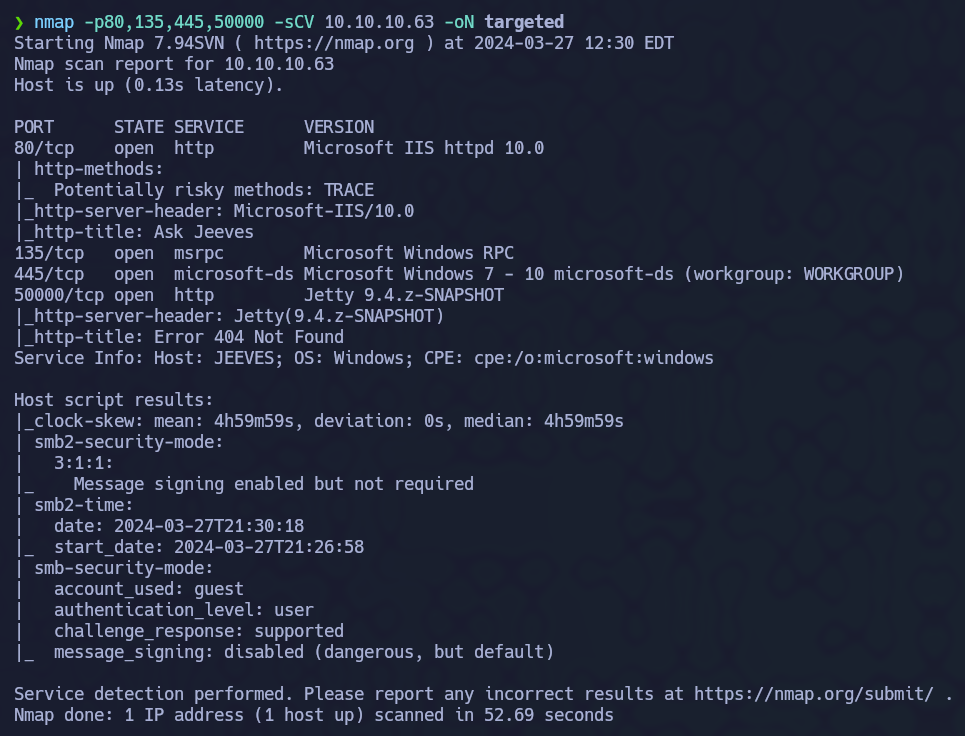 ❯ nmap -p80,135,445,50000 -sCV 10.10.10.63 -oN targeted
Starting Nmap 7.94SVN ( https://nmap.org ) at 2024-03-27 12:30 EDT
Nmap scan report for 10.10.10.63
Host is up (0.13s latency).

PORT      STATE SERVICE      VERSION
80/tcp    open  http         Microsoft IIS httpd 10.0
| http-methods:
|_  Potentially risky methods: TRACE
|_http-server-header: Microsoft-IIS/10.0
|_http-title: Ask Jeeves
135/tcp   open  msrpc        Microsoft Windows RPC
445/tcp   open  microsoft-ds Microsoft Windows 7 - 10 microsoft-ds (workgroup: WORKGROUP)
50000/tcp open  http         Jetty 9.4.z-SNAPSHOT
|_http-server-header: Jetty(9.4.z-SNAPSHOT)
|_http-title: Error 404 Not Found
Service Info: Host: JEEVES; OS: Windows; CPE: cpe:/o:microsoft:windows

Host script results:
|_clock-skew: mean: 4h59m59s, deviation: 0s, median: 4h59m59s
| smb2-security-mode:
|   3:1:1:
|_    Message signing enabled but not required
| smb2-time:
|   date: 2024-03-27T21:30:18
|_  start_date: 2024-03-27T21:26:58
| smb-security-mode:
|   account_used: guest
|   authentication_level: user
|   challenge_response: supported
|_  message_signing: disabled (dangerous, but default)

Service detection performed. Please report any incorrect results at https://nmap.org/submit/ .
Nmap done: 1 IP address (1 host up) scanned in 52.69 seconds